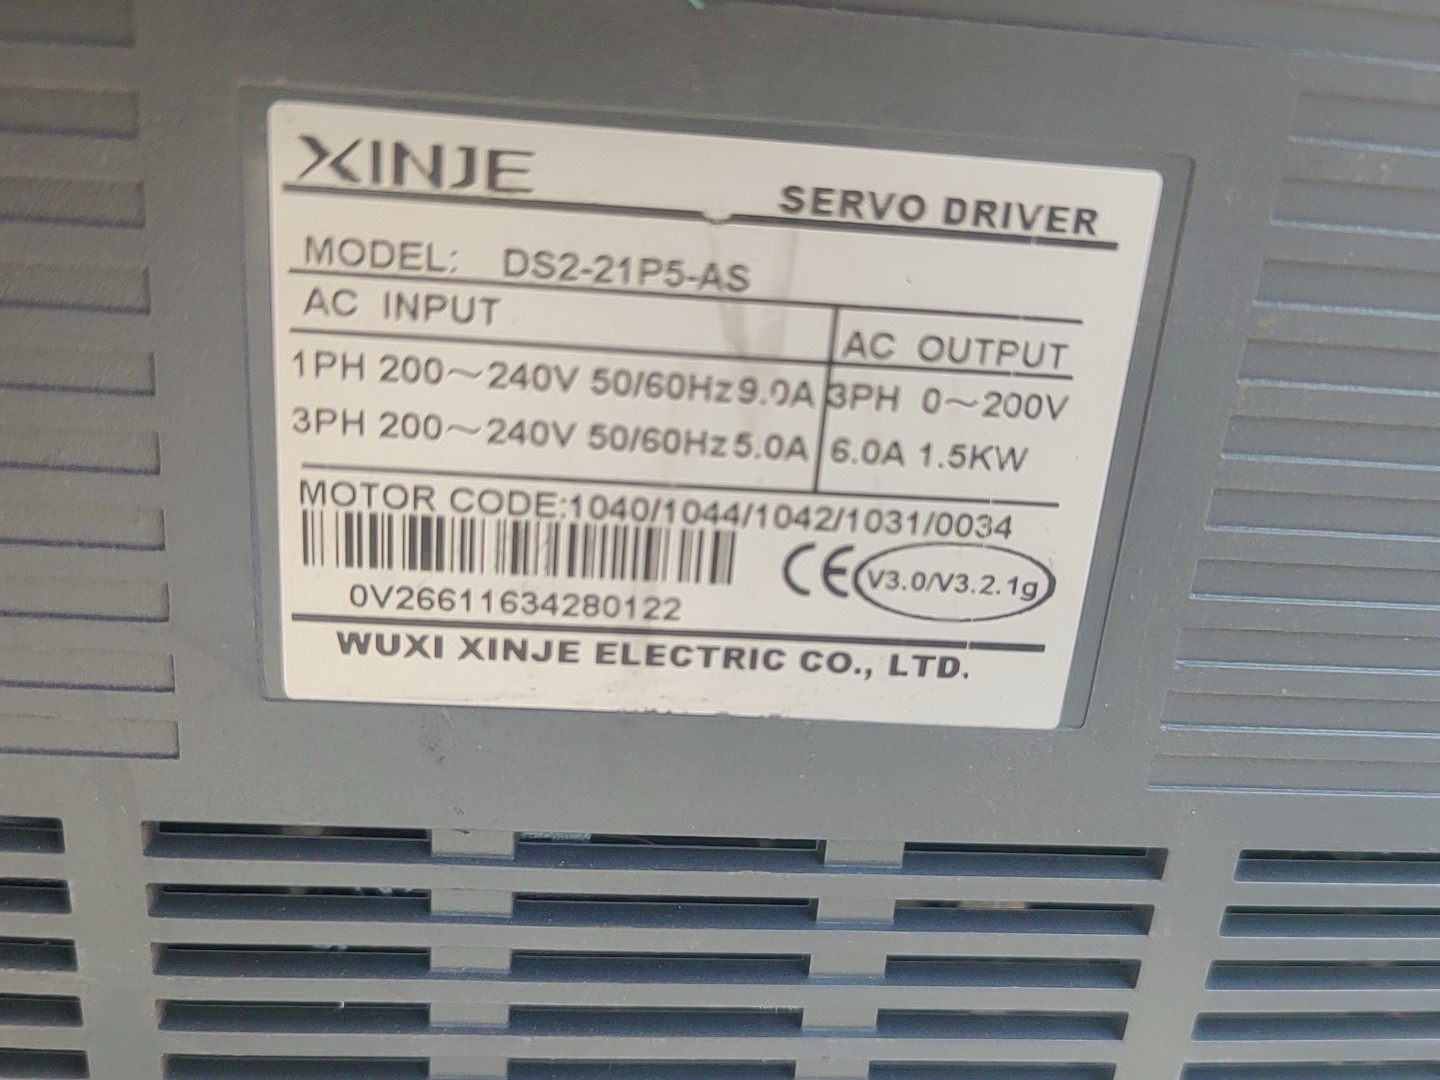 XINJE
SERVO DRIVER
MODEL: DS2-21P5-AS
AC INPUT
1PH 200～240V 50/60Hz 9.0A
3PH 200～240V 50/60Hz 5.0A
AC OUTPUT
3PH 0～200V
6.0A 1.5KW
MOTOR CODE:1040/1044/1042/1031/0034
CE V3.0/V3.2.1g
0V26611634280122
WUXI XINJE ELECTRIC CO., LTD.